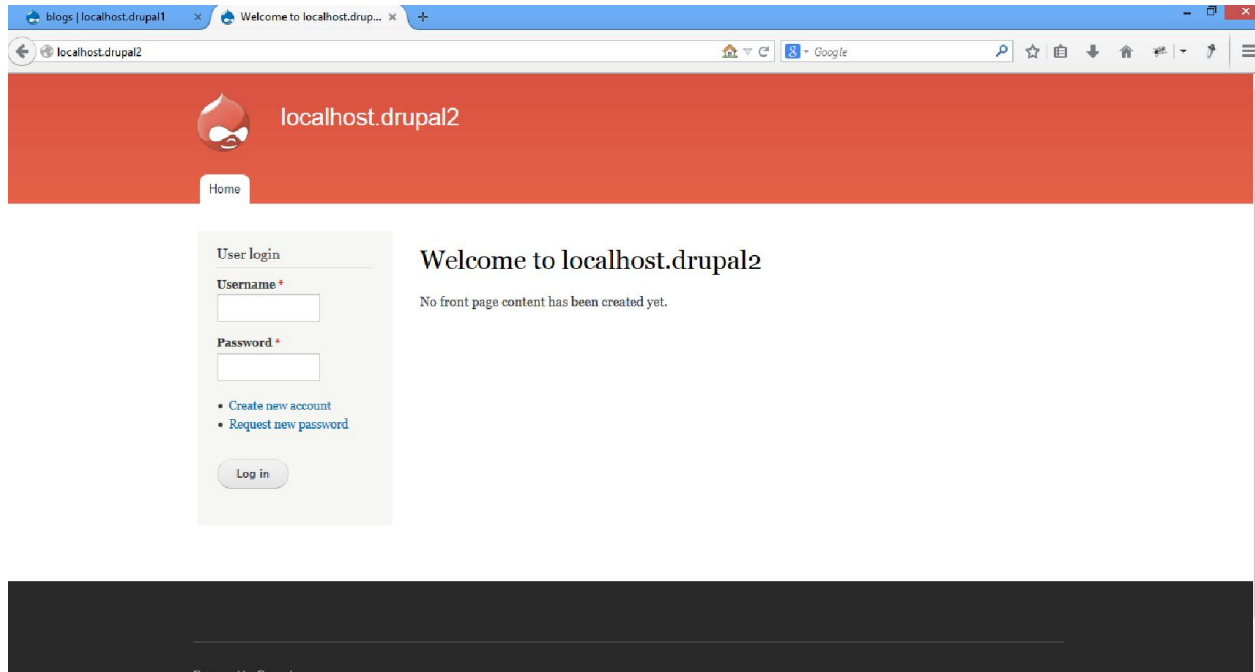 blogs | localhost.drupal1
Welcome to localhost.drup...
localhost.drupal2
Google
localhost.drupal2
Home
User login
Username *
Password *
Create new account
Request new password
Log in
Welcome to localhost.drupal2
No front page content has been created yet.